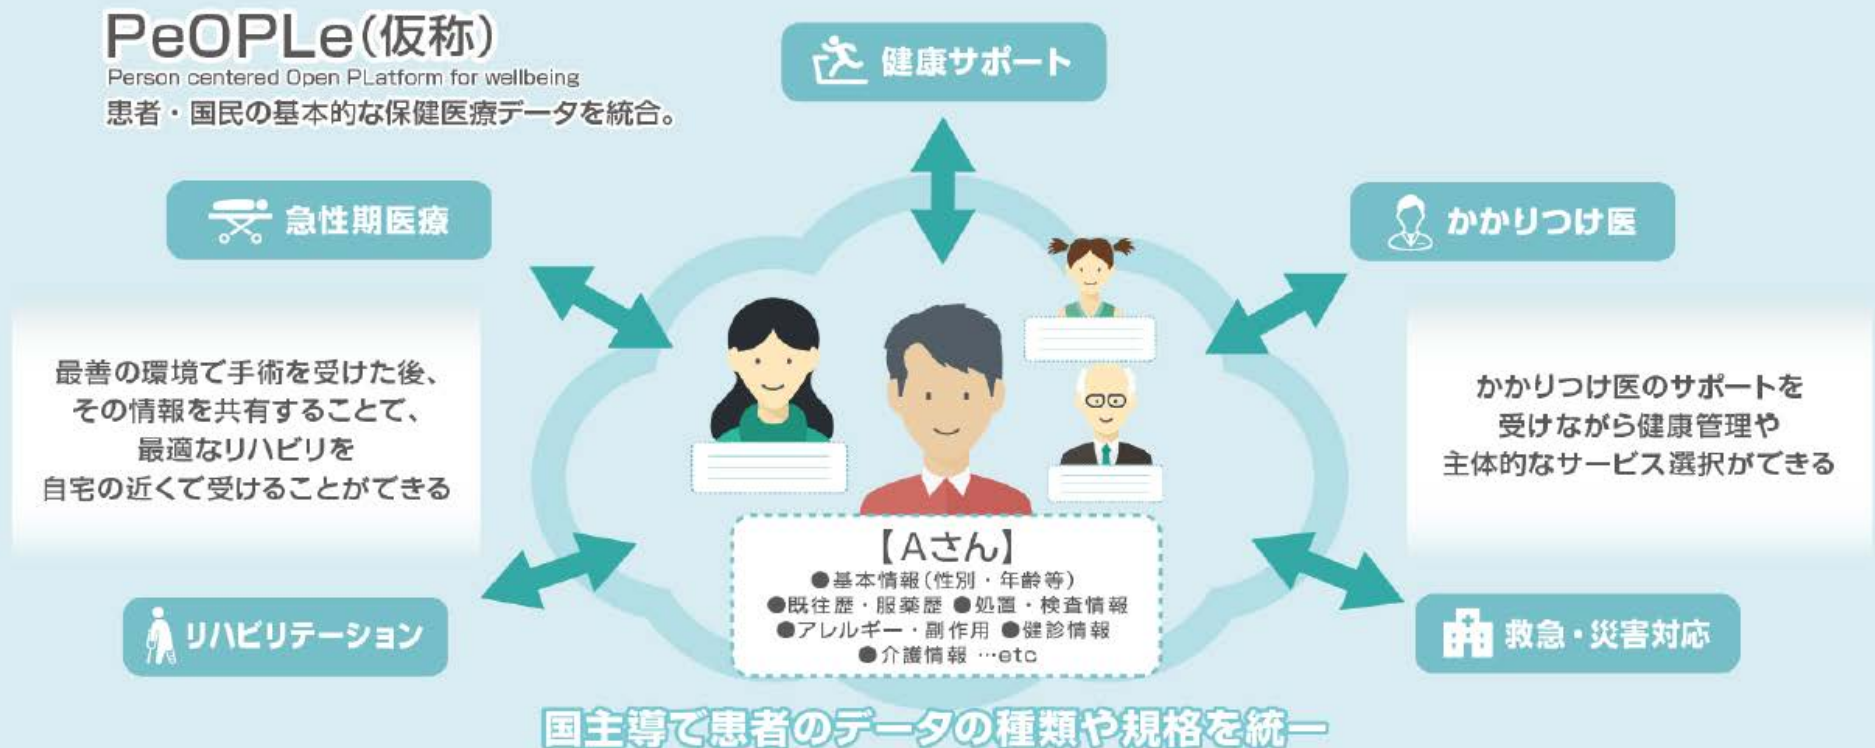 PeOPLe(仮称)
Person centered Open PLatform for wellbeing
患者・国民の基本的な保健医療データを統合。
健康サポート
急性期医療
かかりつけ医
最善の環境で手術を受けた後、
その情報を共有することで、
最適なリハビリを
自宅の近くで受けることができる
かかりつけ医のサポートを
受けながら健康管理や
主体的なサービス選択ができる
【Aさん】
●基本情報(性別・年齢等)
●既往歴・服薬歴 ●処置・検査情報
●アレルギー・副作用 ●健診情報
●介護情報 …etc
リハビリテーション
救急・災害対応
国主導で患者のデータの種類や規格を統一